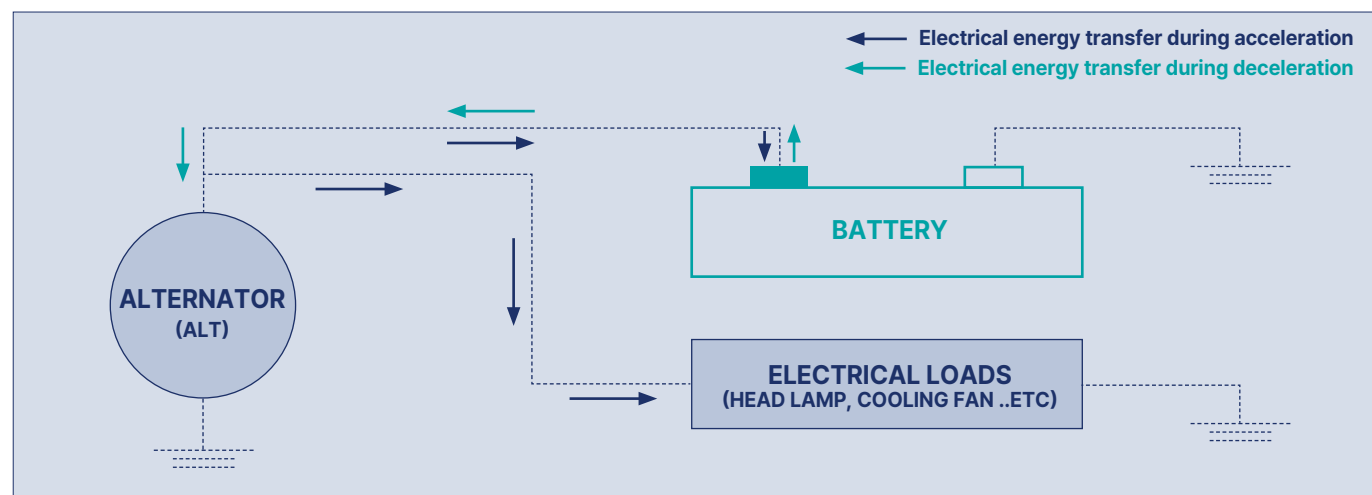 Electrical energy transfer during acceleration
Electrical energy transfer during deceleration
BATTERY
ALTERNATOR
(ALT)
ELECTRICAL LOADS
(HEAD LAMP, COOLING FAN ..ETC)